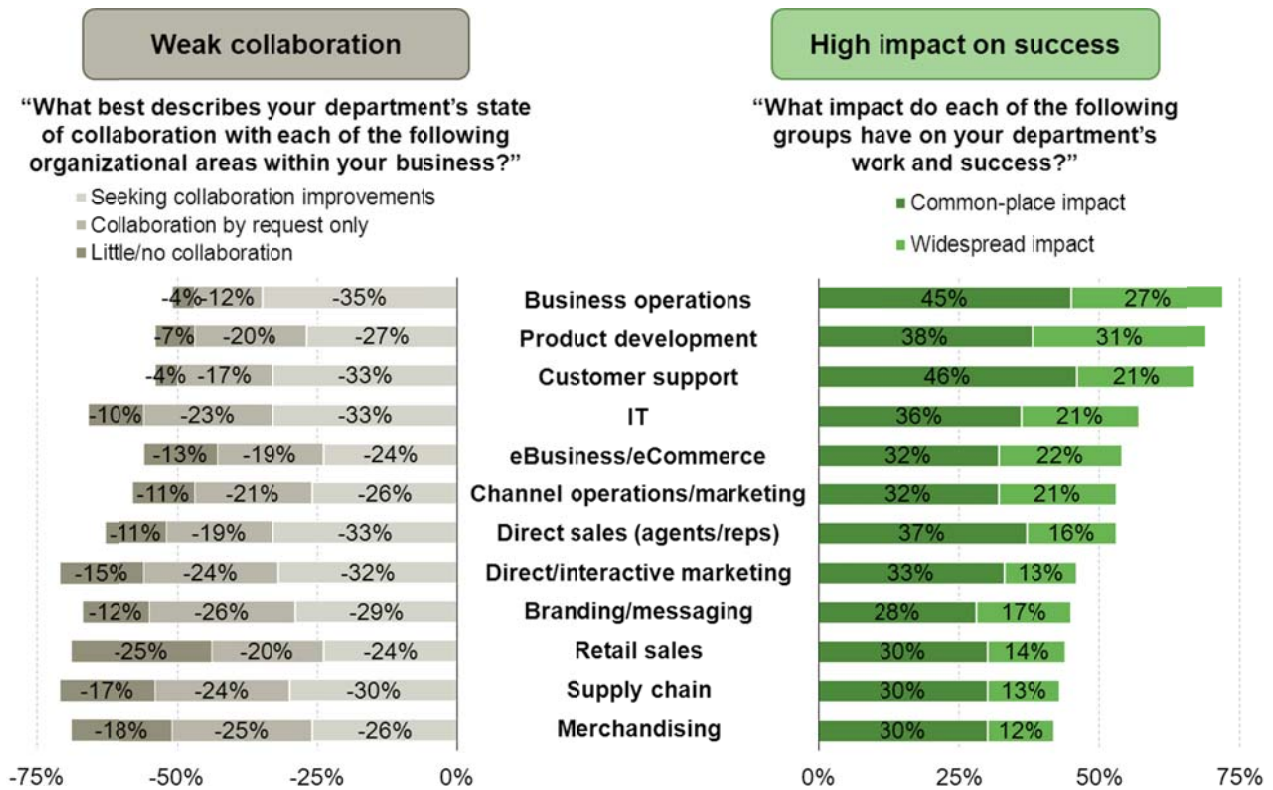 Weak collaboration
High impact on success
“What best describes your department’s state
of collaboration with each of the following
organizational areas within your business?”
“What impact do each of the following
groups have on your department’s
work and success?”
Seeking collaboration improvements
Collaboration by request only
Little/no collaboration
Common-place impact
Widespread impact
-4% -12% -35% Business operations 45% 27%
-7% -20% -27% Product development 38% 31%
-4% -17% -33% Customer support 46% 21%
-10% -23% -33% IT 36% 21%
-13% -19% -24% eBusiness/eCommerce 32% 22%
-11% -21% -26% Channel operations/marketing 32% 21%
-11% -19% -33% Direct sales (agents/reps) 37% 16%
-15% -24% -32% Direct/interactive marketing 33% 13%
-12% -26% -29% Branding/messaging 28% 17%
-25% -20% -24% Retail sales 30% 14%
-17% -24% -30% Supply chain 30% 13%
-18% -25% -26% Merchandising 30% 12%
-75% -50% -25% 0% 0% 25% 50% 75%